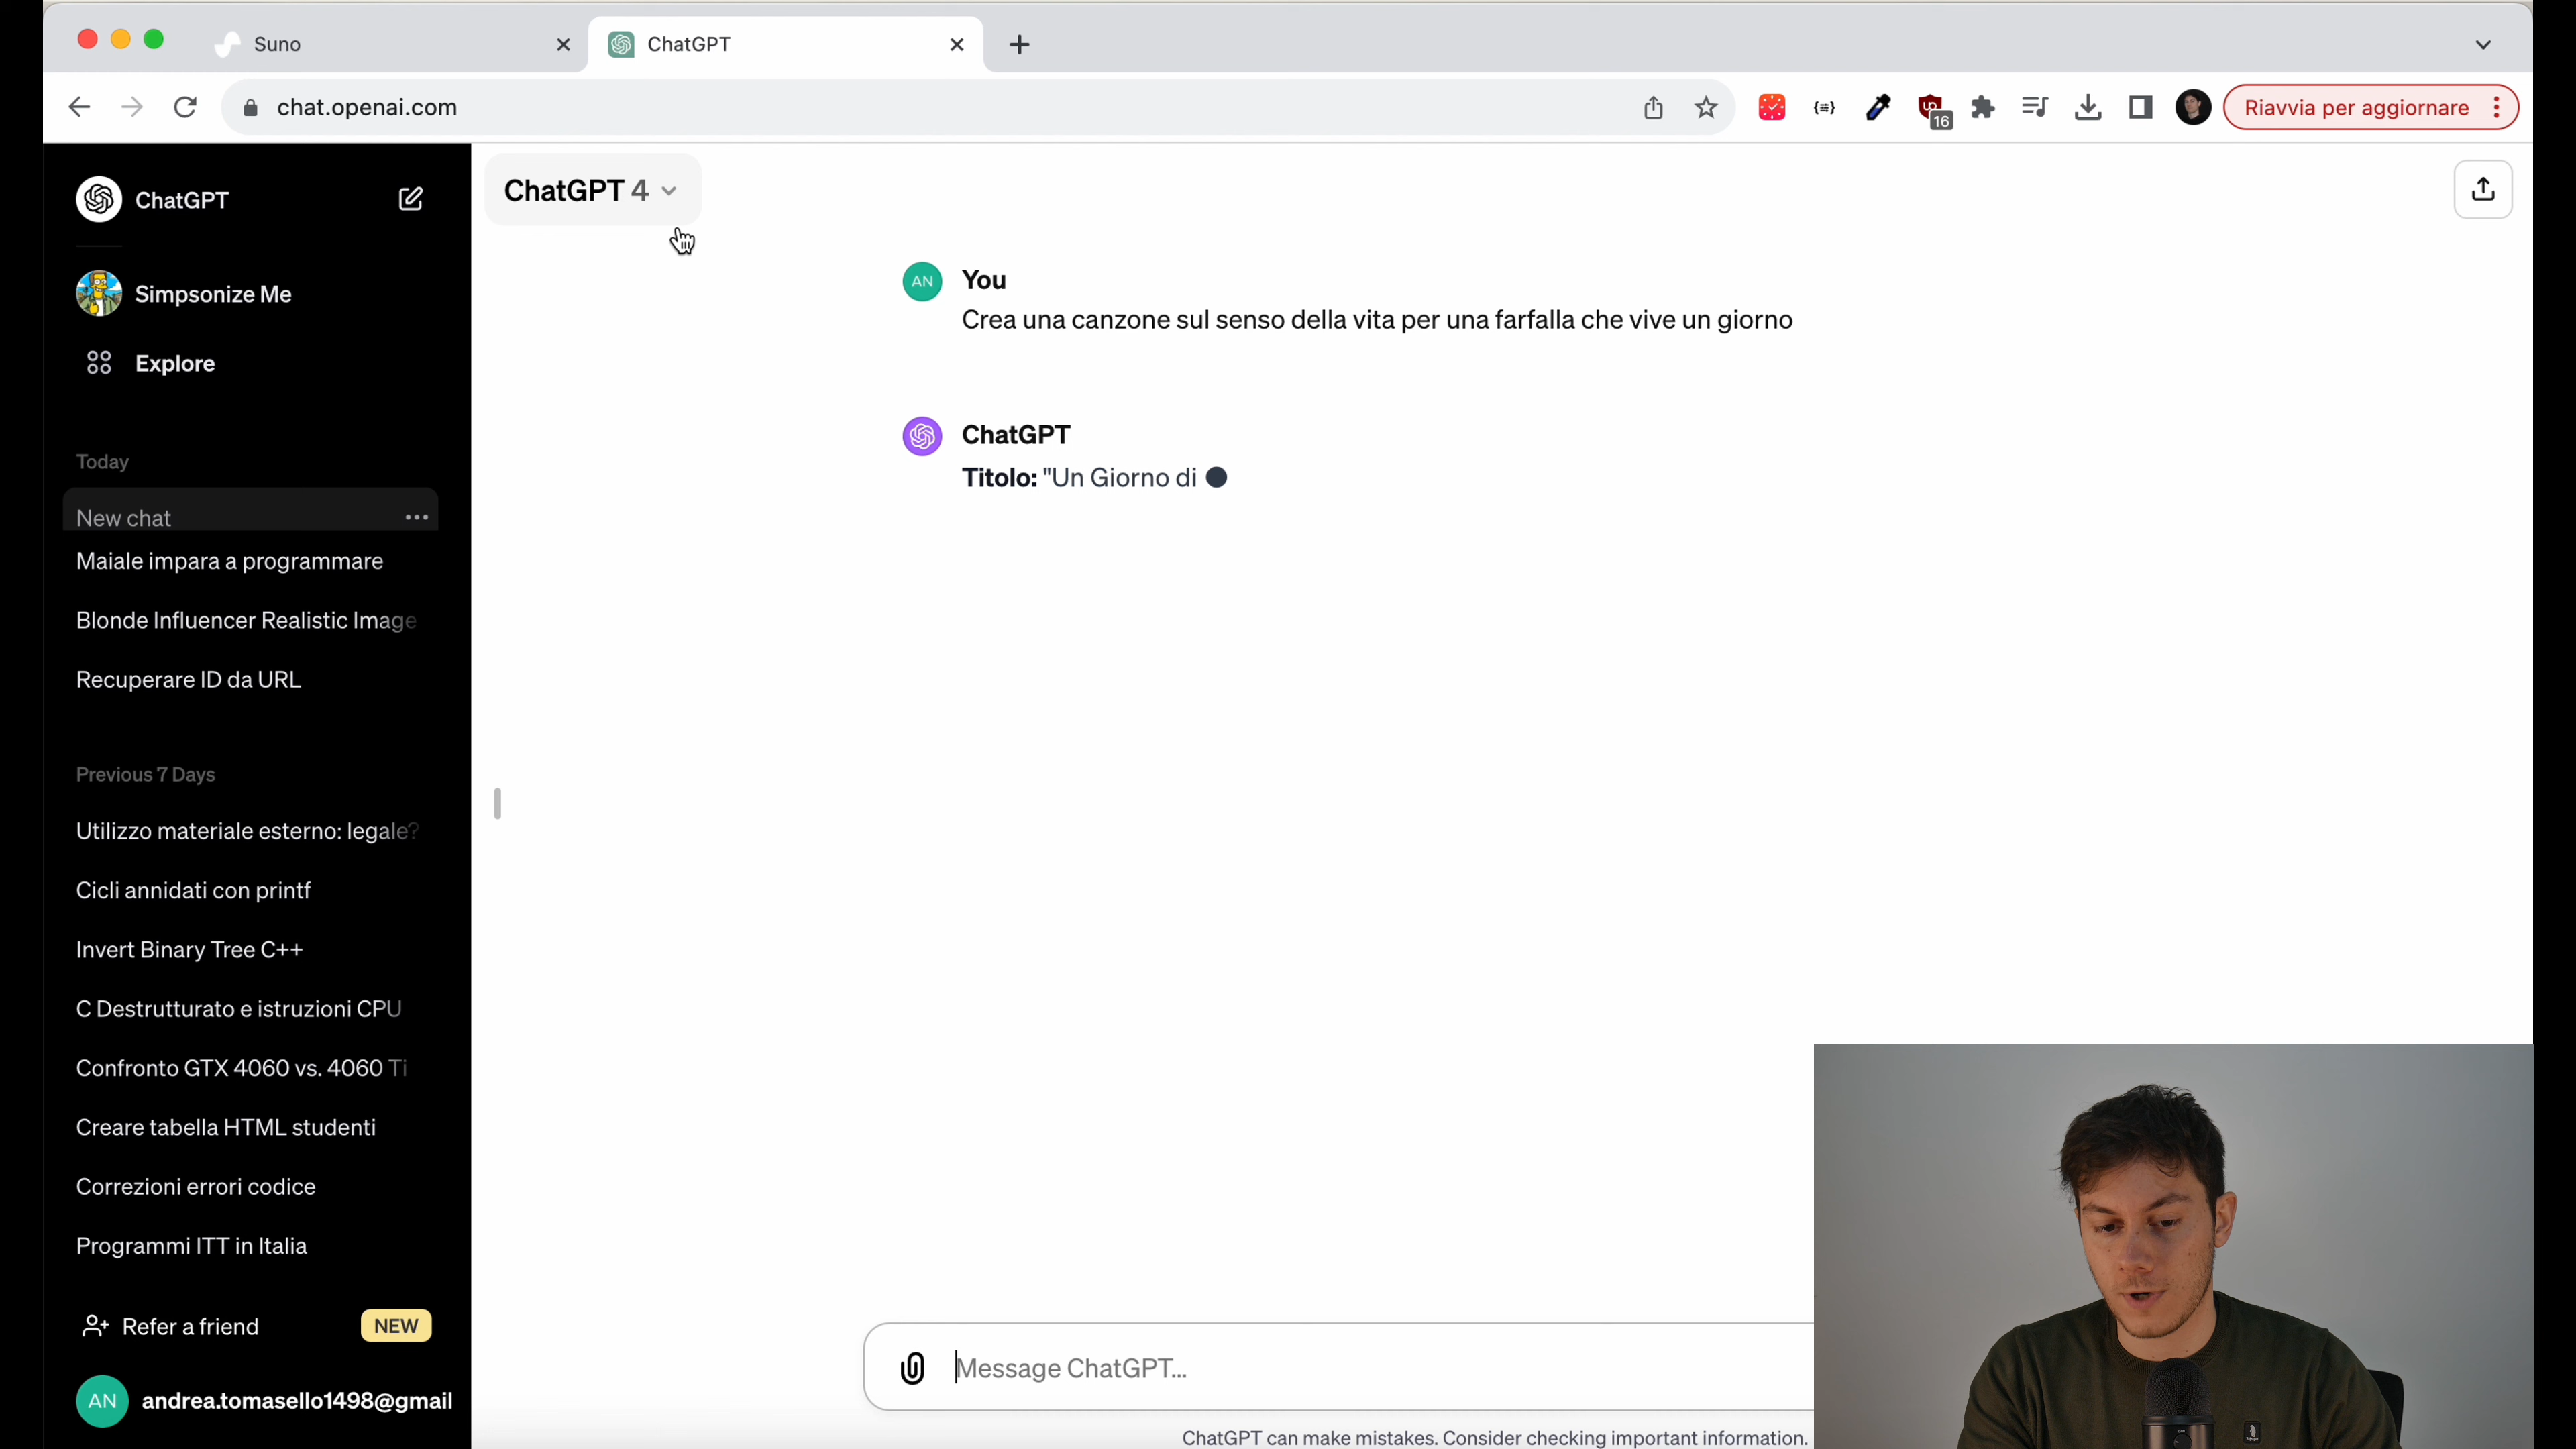 Suno
ChatGPT
chat.openai.com
16
Riavvia per aggiornare
ChatGPT
Simpsonize Me
Explore
Today
New chat
Maiale impara a programmare
Blonde Influencer Realistic Image
Recuperare ID da URL
Previous 7 Days
Utilizzo materiale esterno: legale?
Cicli annidati con printf
Invert Binary Tree C++
C Destrutturato e istruzioni CPU
Confronto GTX 4060 vs. 4060 Ti
Creare tabella HTML studenti
Correzioni errori codice
Programmi ITT in Italia
Refer a friend
NEW
AN
andrea.tomasello1498@gmail
ChatGPT 4
AN
You
Crea una canzone sul senso della vita per una farfalla che vive un giorno
ChatGPT
Titolo: "Un Giorno di
Message ChatGPT...
ChatGPT can make mistakes. Consider checking important information.